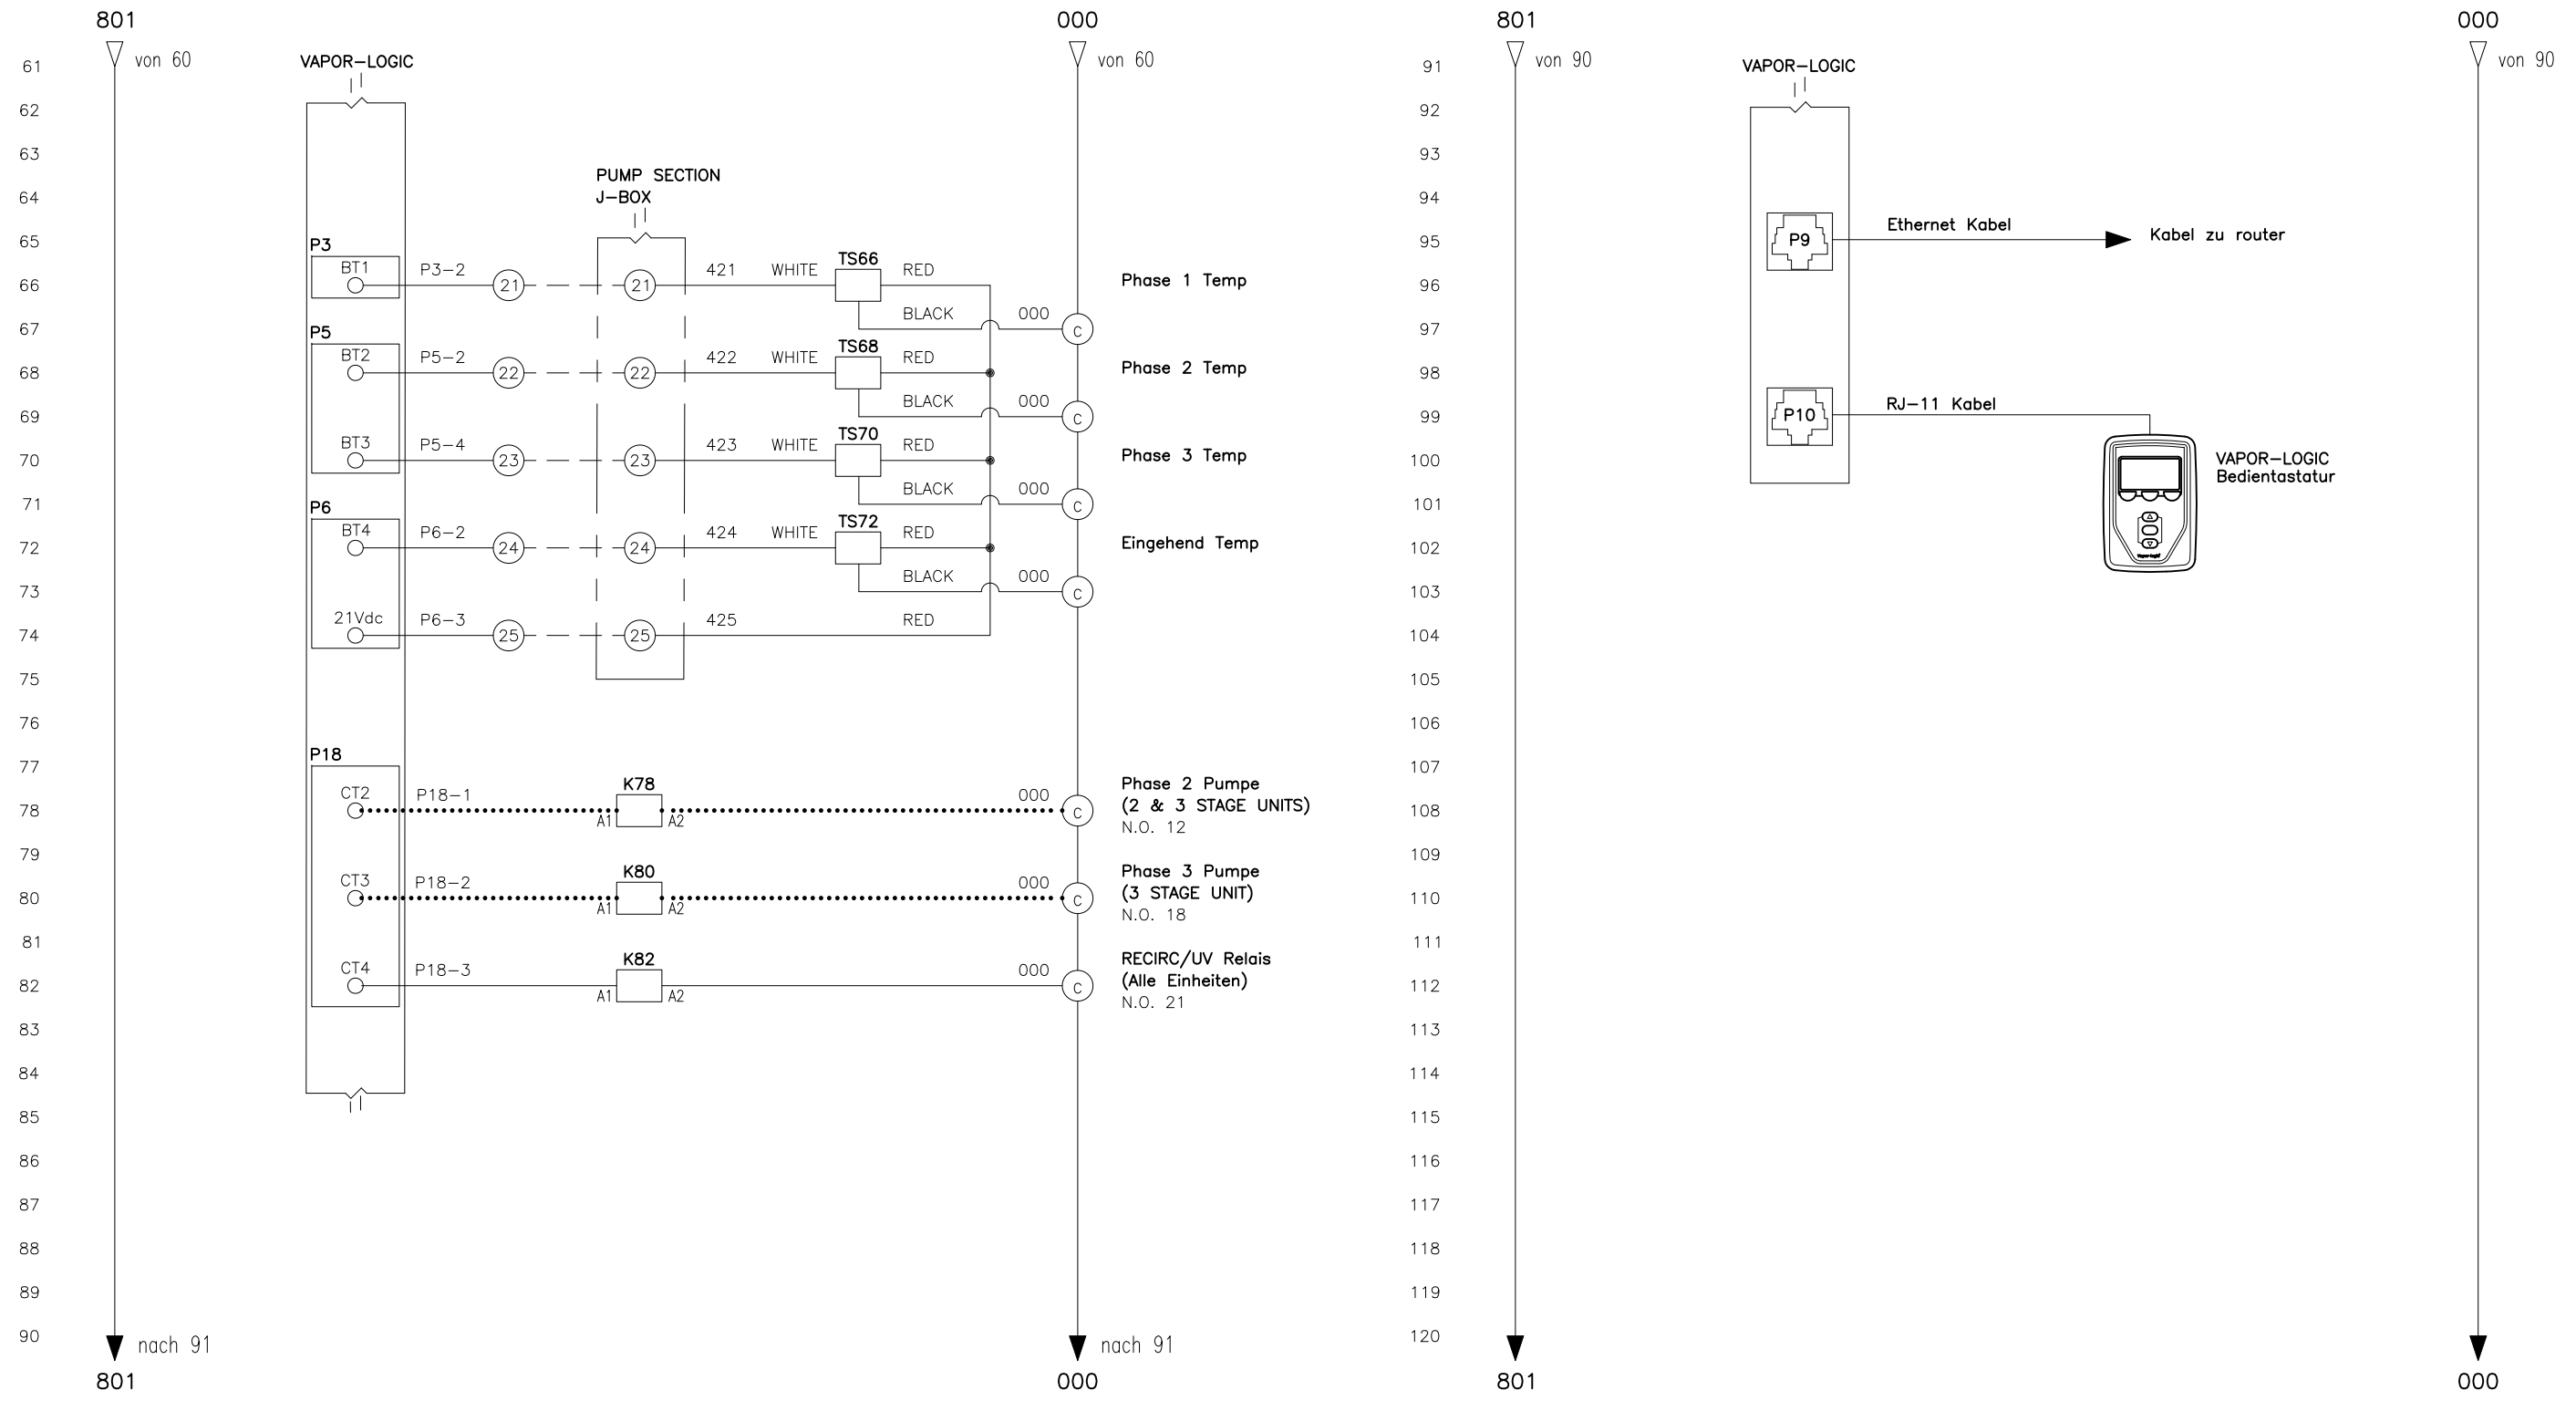 801
000
801
000
von 60
von 60
von 90
von 90
61
62
63
64
65
66
67
68
69
70
71
72
73
74
75
76
77
78
79
80
81
82
83
84
85
86
87
88
89
90
VAPOR-LOGIC
PUMP SECTION
J-BOX
P3
BT1
P3-2
21
21
421
WHITE
TS66
RED
BLACK
000
C
Phase 1 Temp
P5
BT2
P5-2
22
22
422
WHITE
TS68
RED
BLACK
000
C
Phase 2 Temp
BT3
P5-4
23
23
423
WHITE
TS70
RED
BLACK
000
C
Phase 3 Temp
P6
BT4
P6-2
24
24
424
WHITE
TS72
RED
BLACK
000
C
Eingehend Temp
21Vdc
P6-3
25
25
425
RED
P18
CT2
P18-1
K78
A1
A2
000
C
Phase 2 Pumpe
(2 & 3 STAGE UNITS)
N.O. 12
CT3
P18-2
K80
A1
A2
000
C
Phase 3 Pumpe
(3 STAGE UNIT)
N.O. 18
CT4
P18-3
K82
A1
A2
000
C
RECIRC/UV Relais
(Alle Einheiten)
N.O. 21
nach 91
nach 91
801
000
91
92
93
94
95
96
97
98
99
100
101
102
103
104
105
106
107
108
109
110
111
112
113
114
115
116
117
118
119
120
VAPOR-LOGIC
P9
Ethernet Kabel
Kabel zu router
P10
RJ-11 Kabel
VAPOR-LOGIC
Bedientastatur
Vapor-logic
801
000